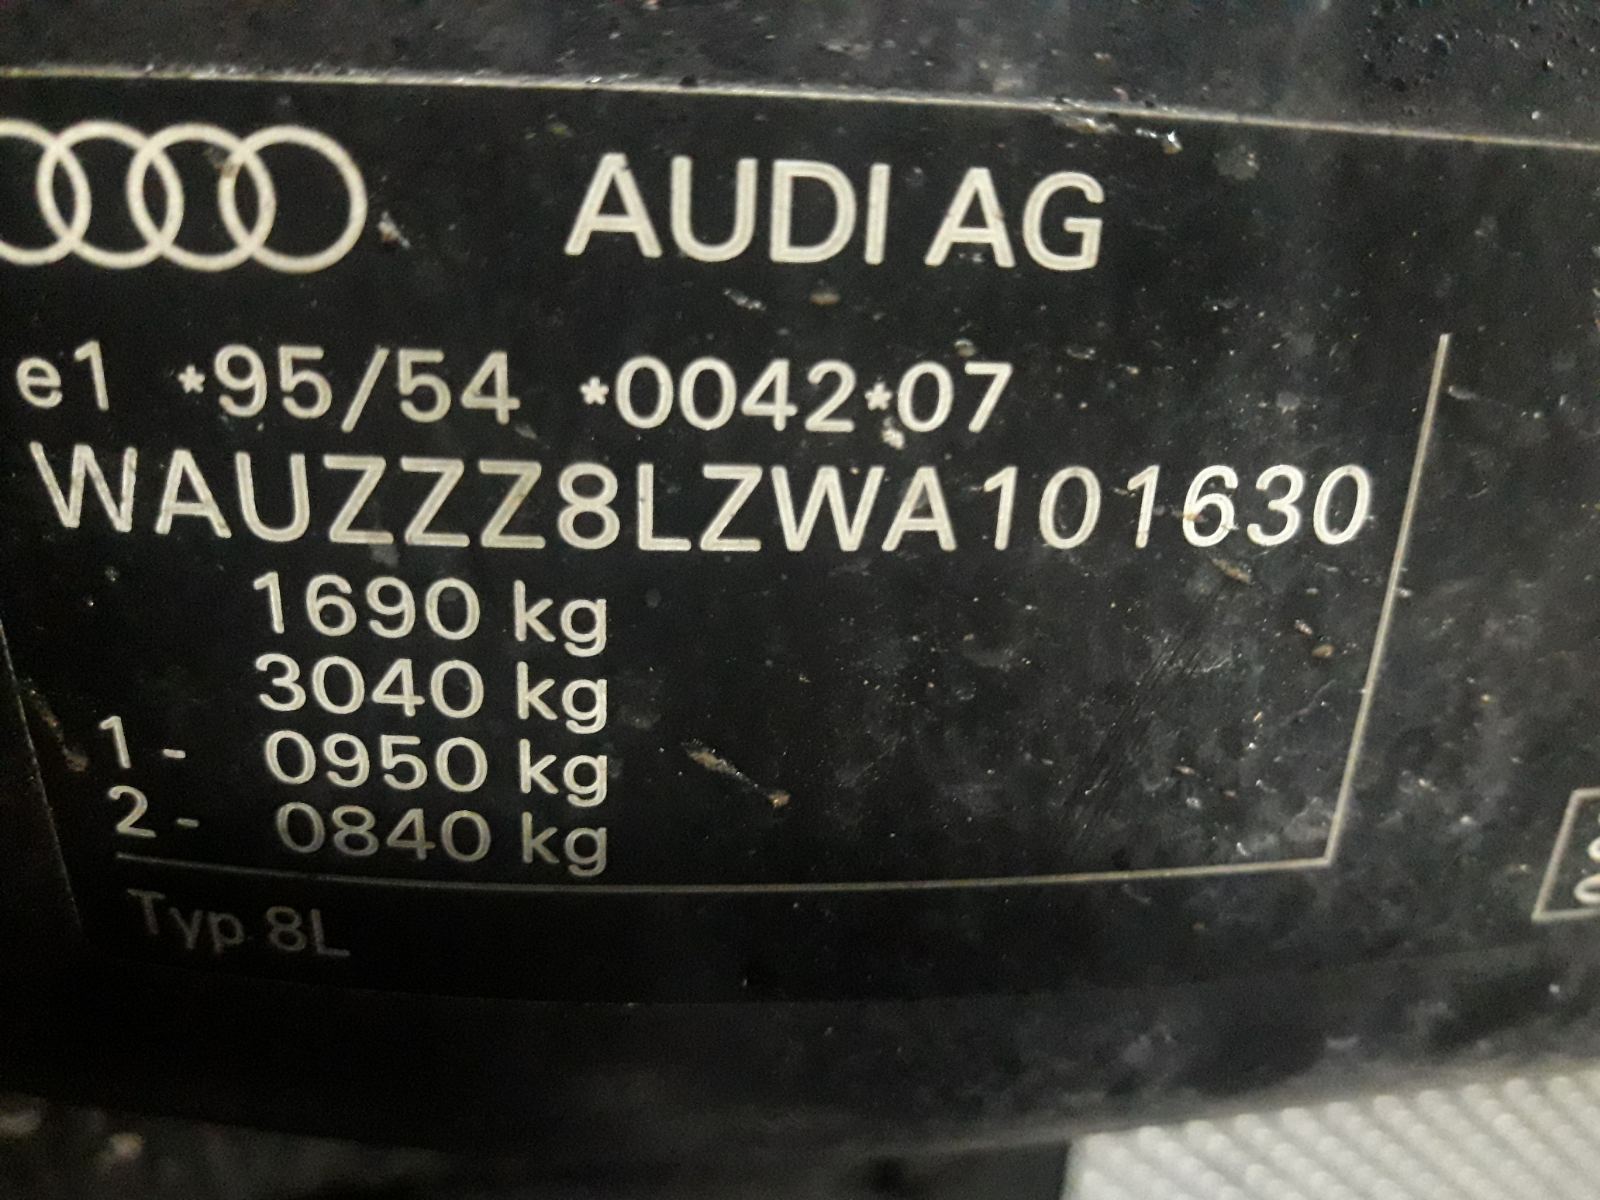 AUDI AG
e1 *95/54 *0042*07
WAUZZZ8LZWA101630
1690 kg
3040 kg
1 - 0950 kg
2 - 0840 kg
Typ 8L